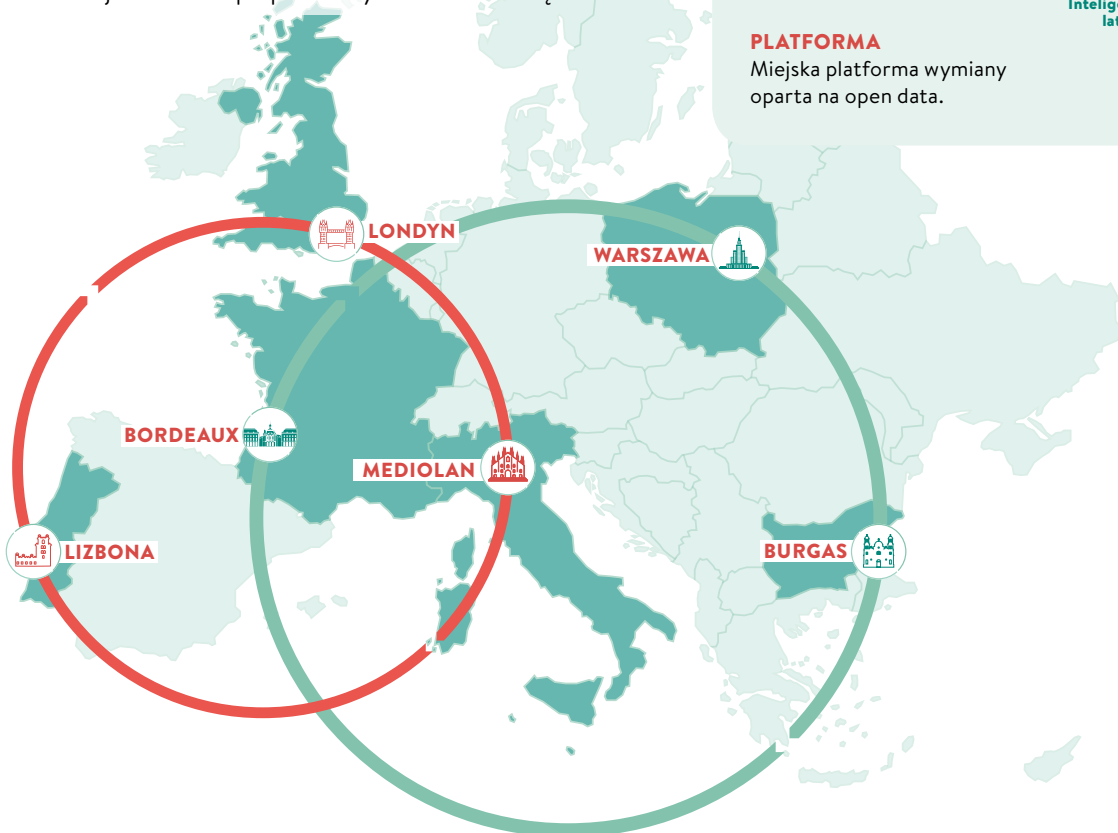 PLATFORMA
Miejska platforma wymiany
oparta na open data.
LONDYN
WARSZAWA
BORDEAUX
MEDIOLAN
LIZBONA
BURGAS